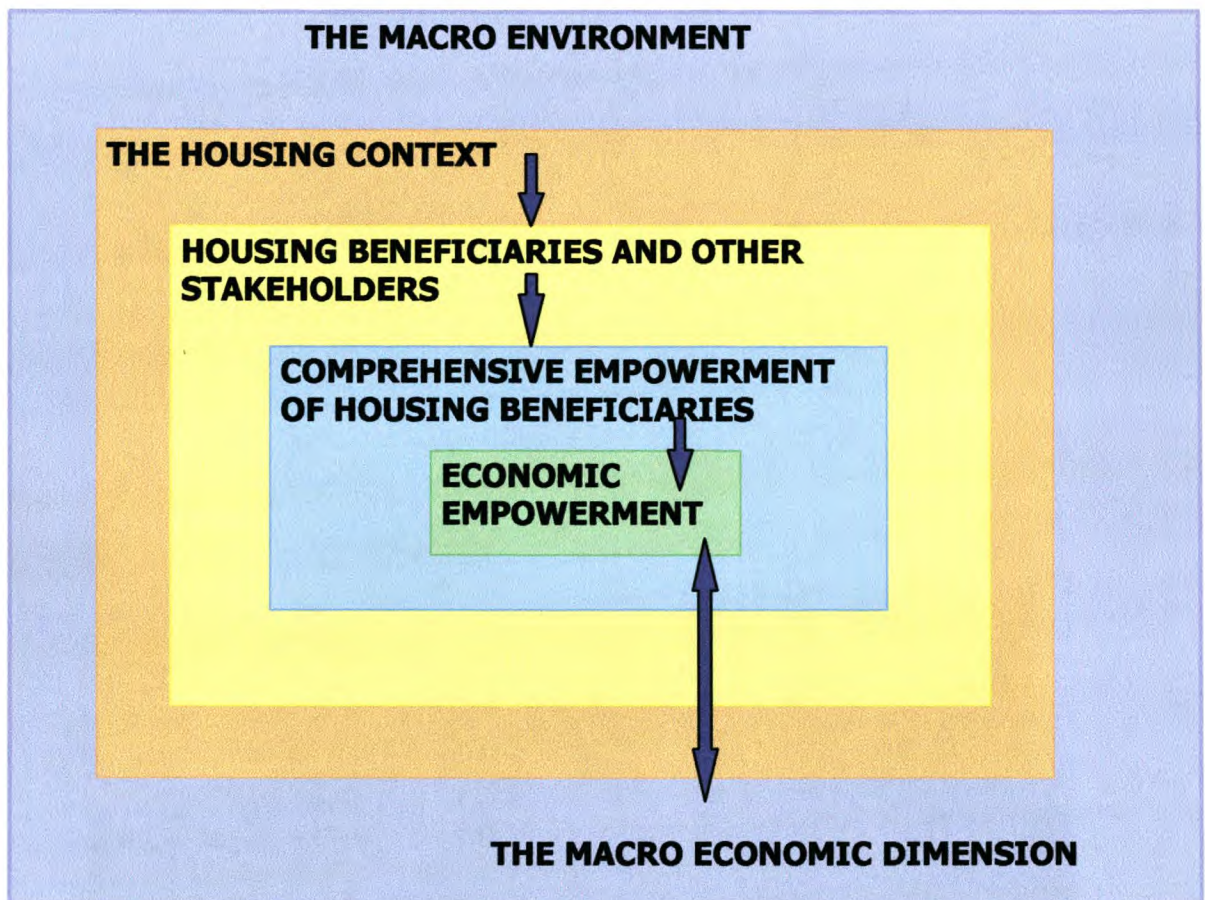 THE MACRO ENVIRONMENT
THE HOUSING CONTEXT
HOUSING BENEFICIARIES AND OTHER
STAKEHOLDERS
COMPREHENSIVE EMPOWERMENT
OF HOUSING BENEFICIARIES
ECONOMIC
EMPOWERMENT
THE MACRO ECONOMIC DIMENSION